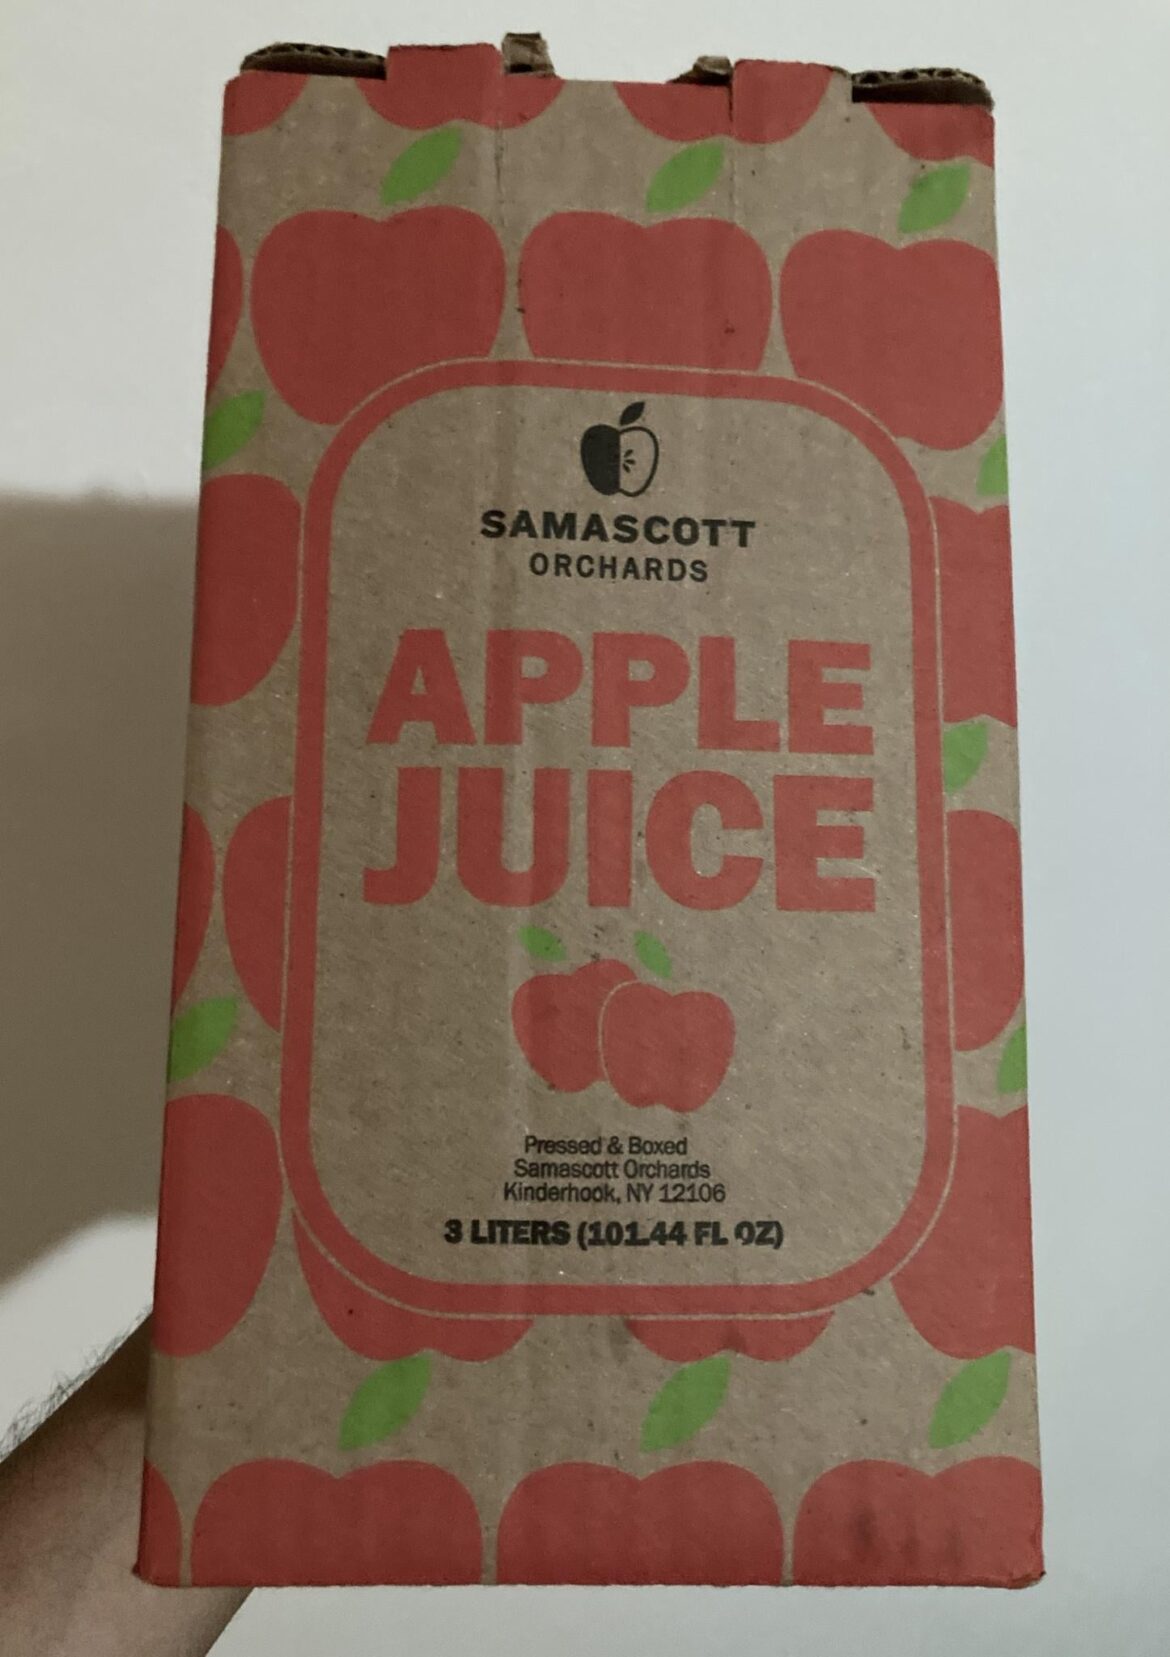 SAMASCOTT
ORCHARDS
APPLE
JUICE
Pressed & Boxed
Samascott Orchards
Kinderhook, NY 12106
3 LITERS (101.44 FL OZ)